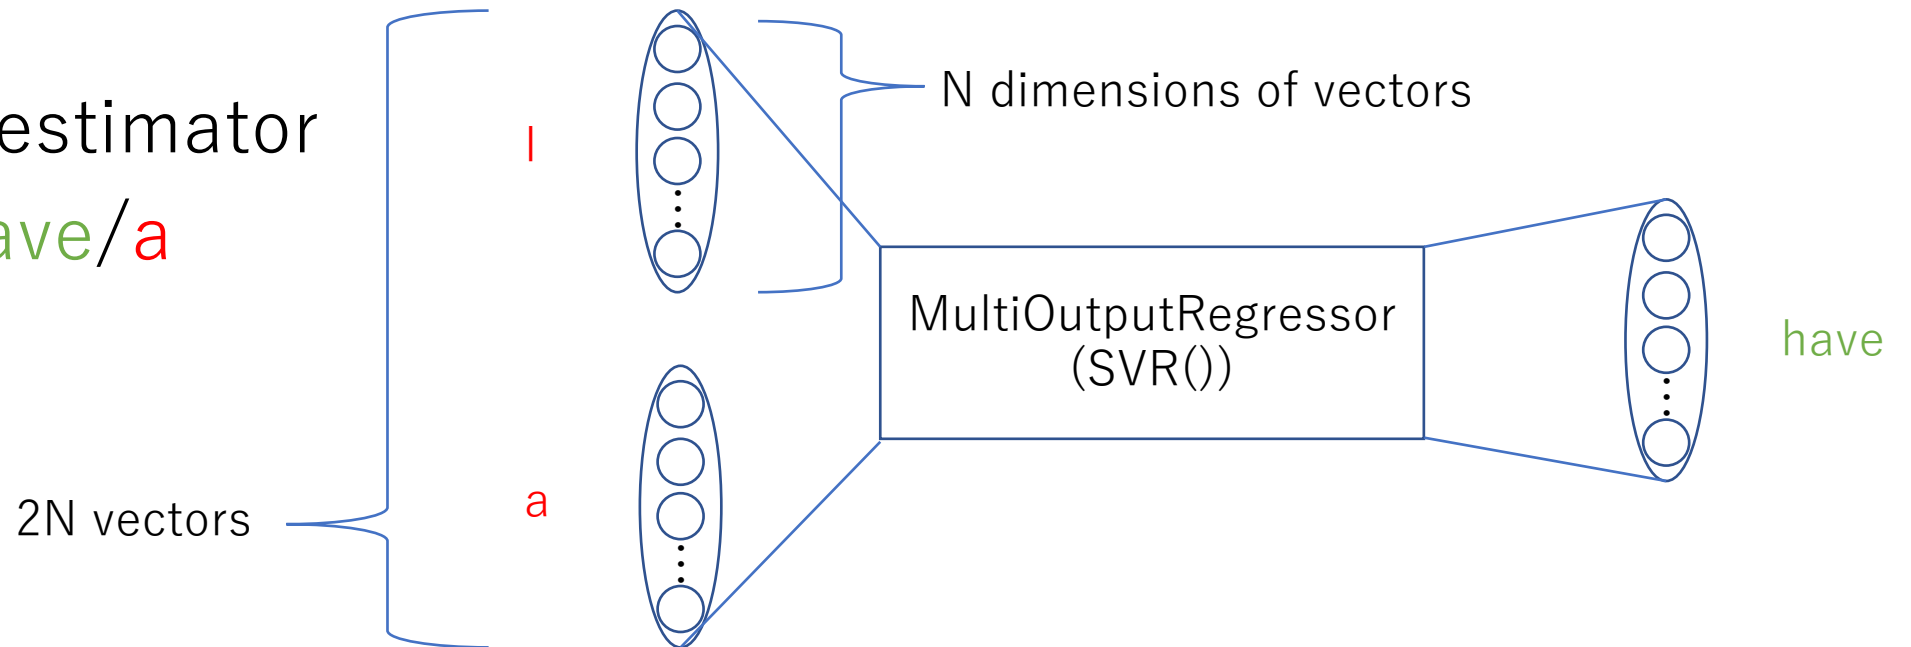 estimator
ave/a
I
N dimensions of vectors
MultiOutputRegressor
(SVR())
have
a
2N vectors